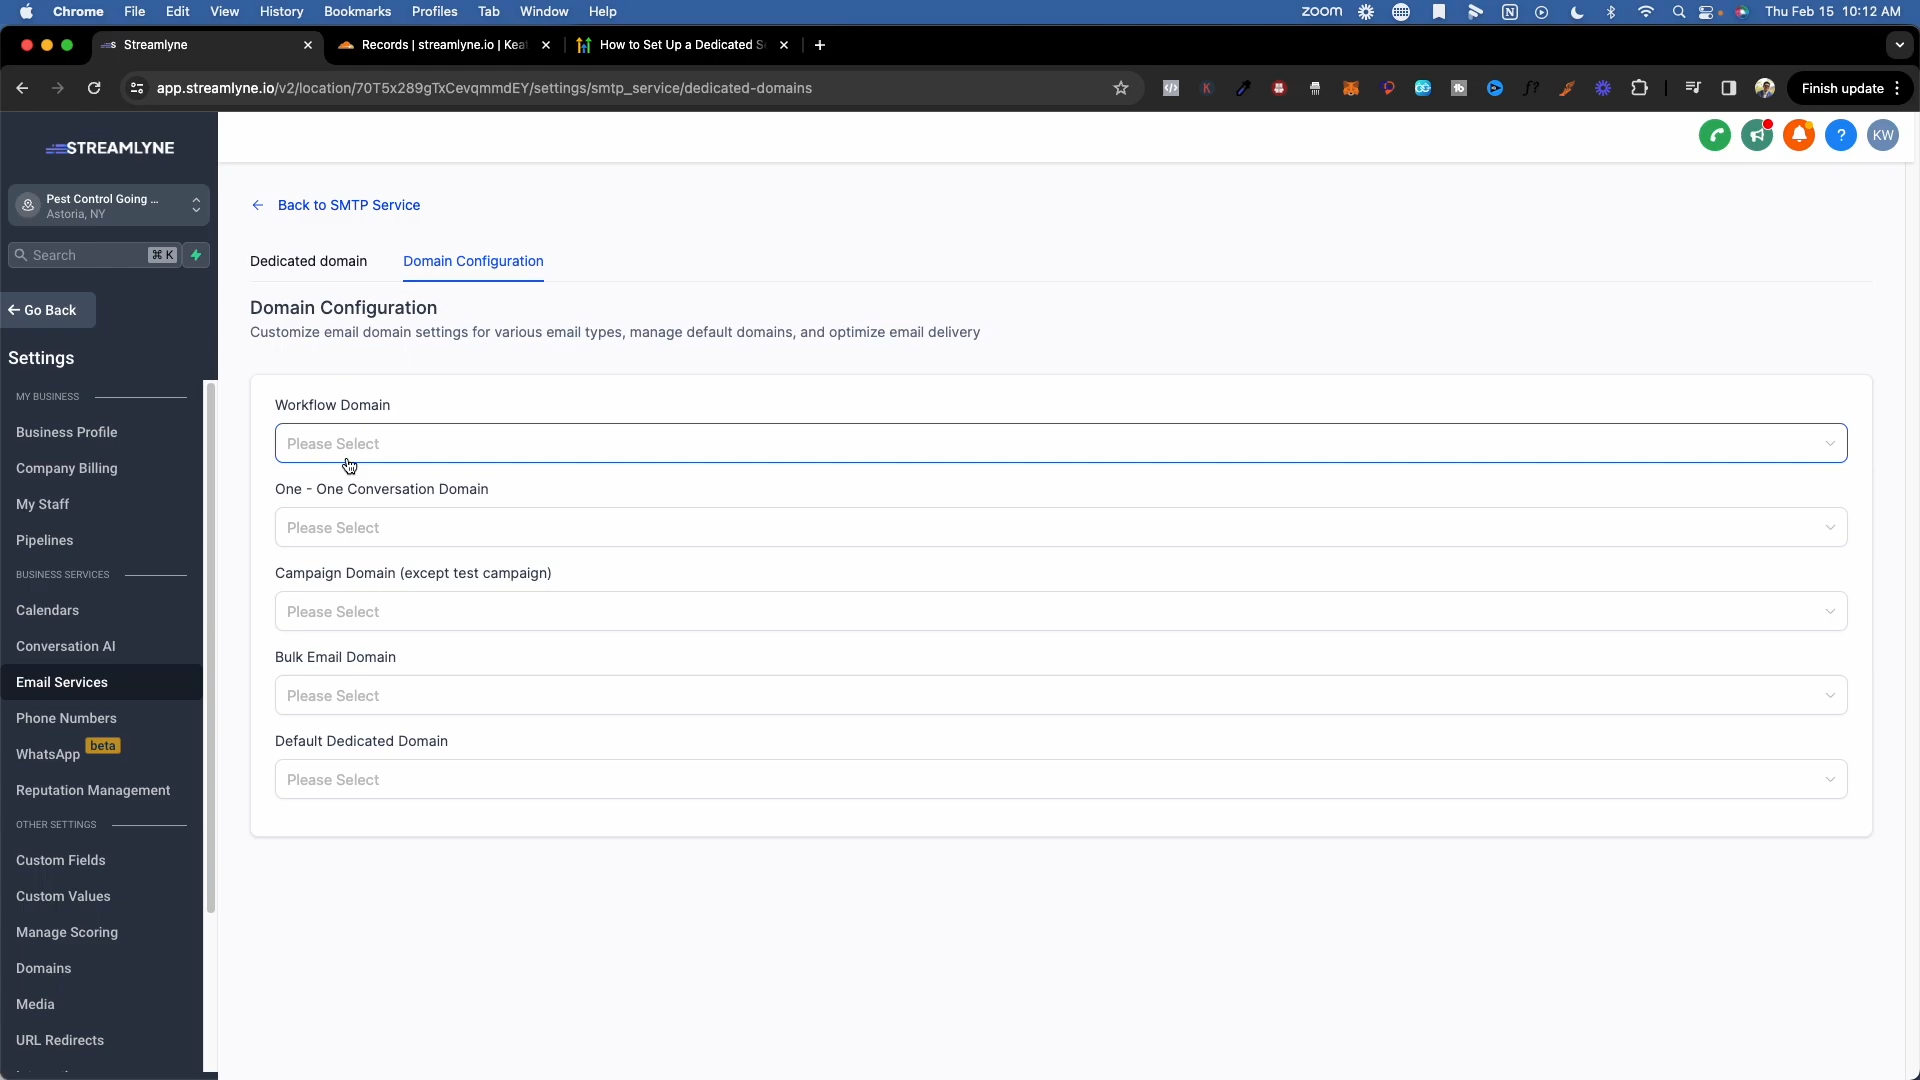 Chrome File Edit View History Bookmarks Profiles Tab Window Help zoom Thu Feb 15 10:12 AM
Streamlyne Records | streamlyne.io | Kea How to Set Up a Dedicated S
app.streamlyne.io/v2/location/70T5x289gTxCevqmmdEY/settings/smtp_service/dedicated-domains Finish update
STREAMLYNE
KW
Pest Control Going ...
Astoria, NY
Search ⌘ K
Go Back
Settings
MY BUSINESS
Business Profile
Company Billing
My Staff
Pipelines
BUSINESS SERVICES
Calendars
Conversation AI
Email Services
Phone Numbers
WhatsApp beta
Reputation Management
OTHER SETTINGS
Custom Fields
Custom Values
Manage Scoring
Domains
Media
URL Redirects
Back to SMTP Service
Dedicated domain Domain Configuration
Domain Configuration
Customize email domain settings for various email types, manage default domains, and optimize email delivery
Workflow Domain
Please Select
One - One Conversation Domain
Please Select
Campaign Domain (except test campaign)
Please Select
Bulk Email Domain
Please Select
Default Dedicated Domain
Please Select